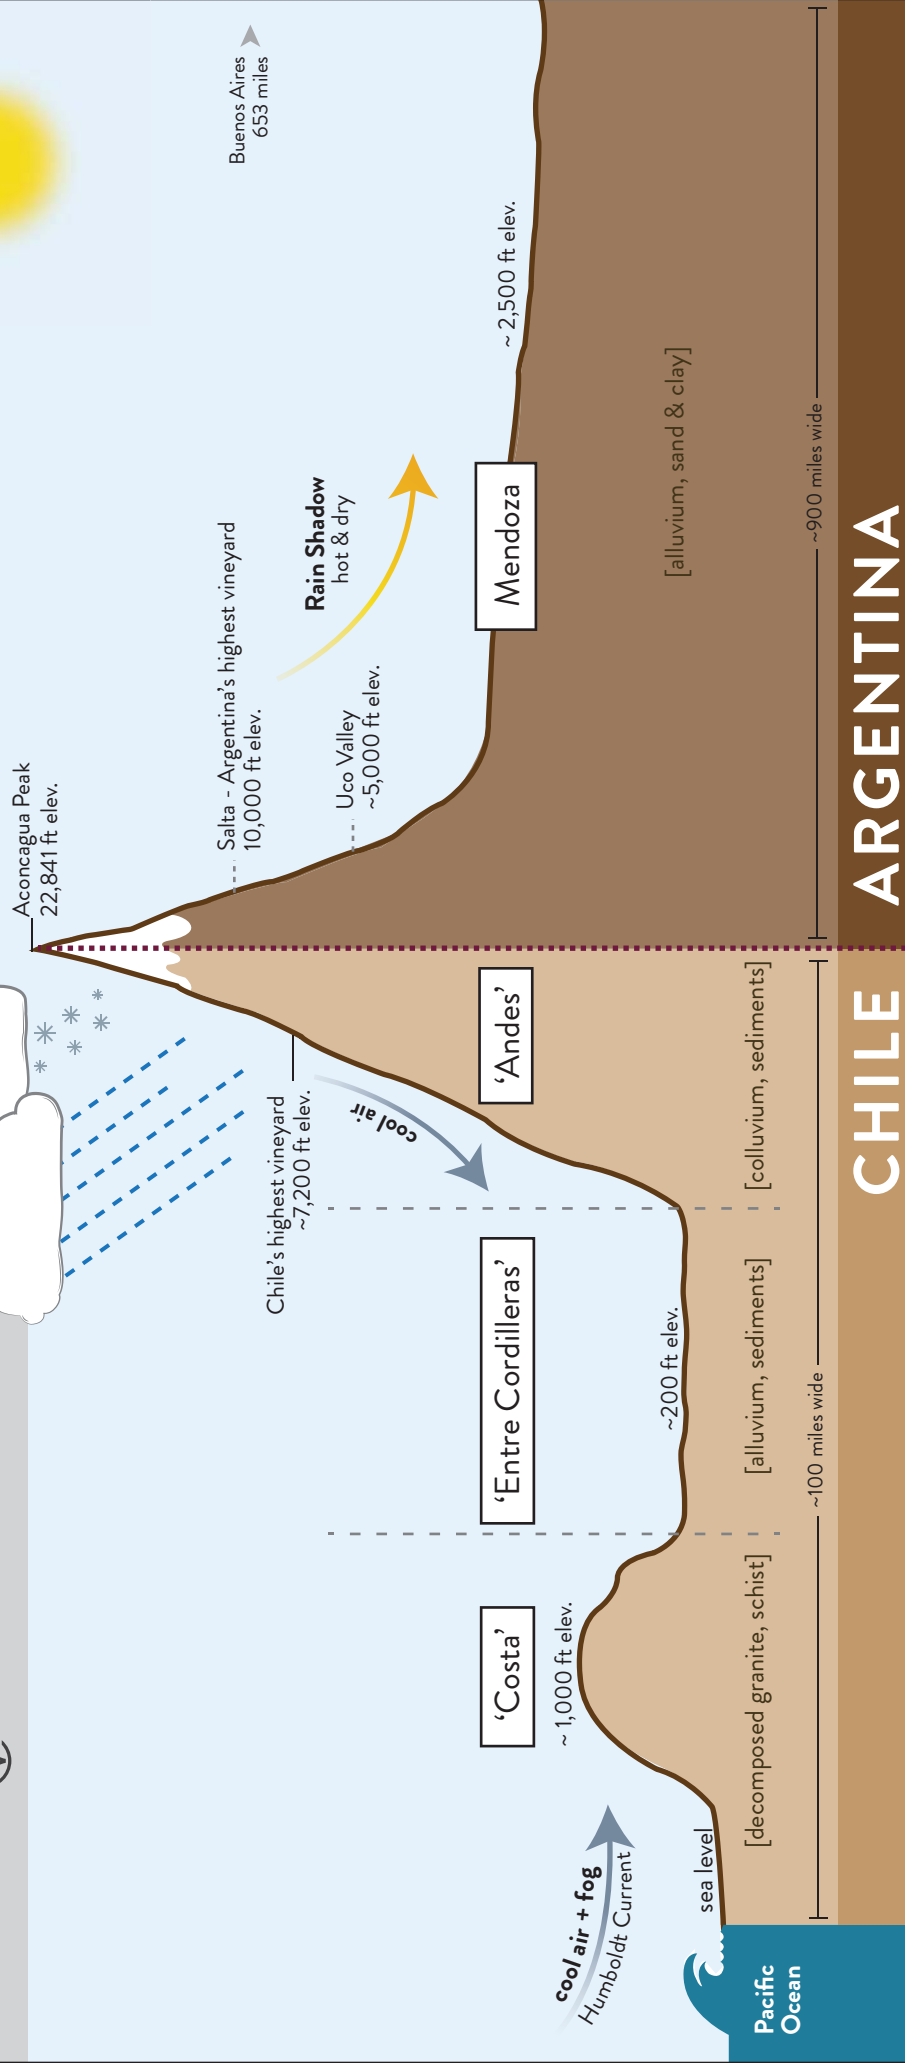 Aconcagua Peak
22,841 ft elev.
Buenos Aires
653 miles
Salta - Argentina's highest vineyard
10,000 ft elev.
Chile's highest vineyard
~7,200 ft elev.
Rain Shadow
hot & dry
Uco Valley
~5,000 ft elev.
cool air
‘Costa’
‘Entre Cordilleras’
‘Andes’
Mendoza
~ 2,500 ft elev.
~ 1,000 ft elev.
cool air + fog
Humboldt Current
~200 ft elev.
sea level
[alluvium, sand & clay]
Pacific
Ocean
[decomposed granite, schist]
[alluvium, sediments]
[colluvium, sediments]
~100 miles wide
~900 miles wide
CHILE
ARGENTINA